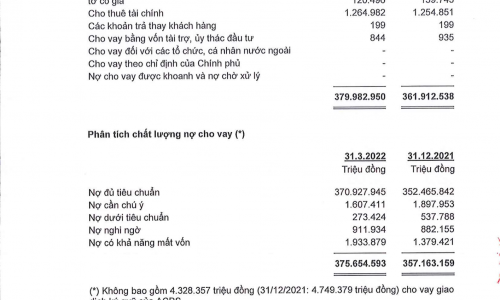 tờ có giá
Cho thuê tài chính 1.264.982 1.254.851
Các khoản trả thay khách hàng 199 199
Cho vay bằng vốn tài trợ, ủy thác đầu tư 844 935
Cho vay đối với các tổ chức, cá nhân nước ngoài - -
Cho vay theo chỉ định của Chính phủ - -
Nợ cho vay được khoanh và nợ chờ xử lý - -
379.982.950 361.912.538
Phân tích chất lượng nợ cho vay (*)
31.3.2022 31.12.2021
Triệu đồng Triệu đồng
Nợ đủ tiêu chuẩn 370.927.945 352.465.842
Nợ cần chú ý 1.607.411 1.897.953
Nợ dưới tiêu chuẩn 273.424 537.788
Nợ nghi ngờ 911.934 882.155
Nợ có khả năng mất vốn 1.933.879 1.379.421
375.654.593 357.163.159
(*) Không bao gồm 4.328.357 triệu đồng (31/12/2021: 4.749.379 triệu đồng) cho vay giao